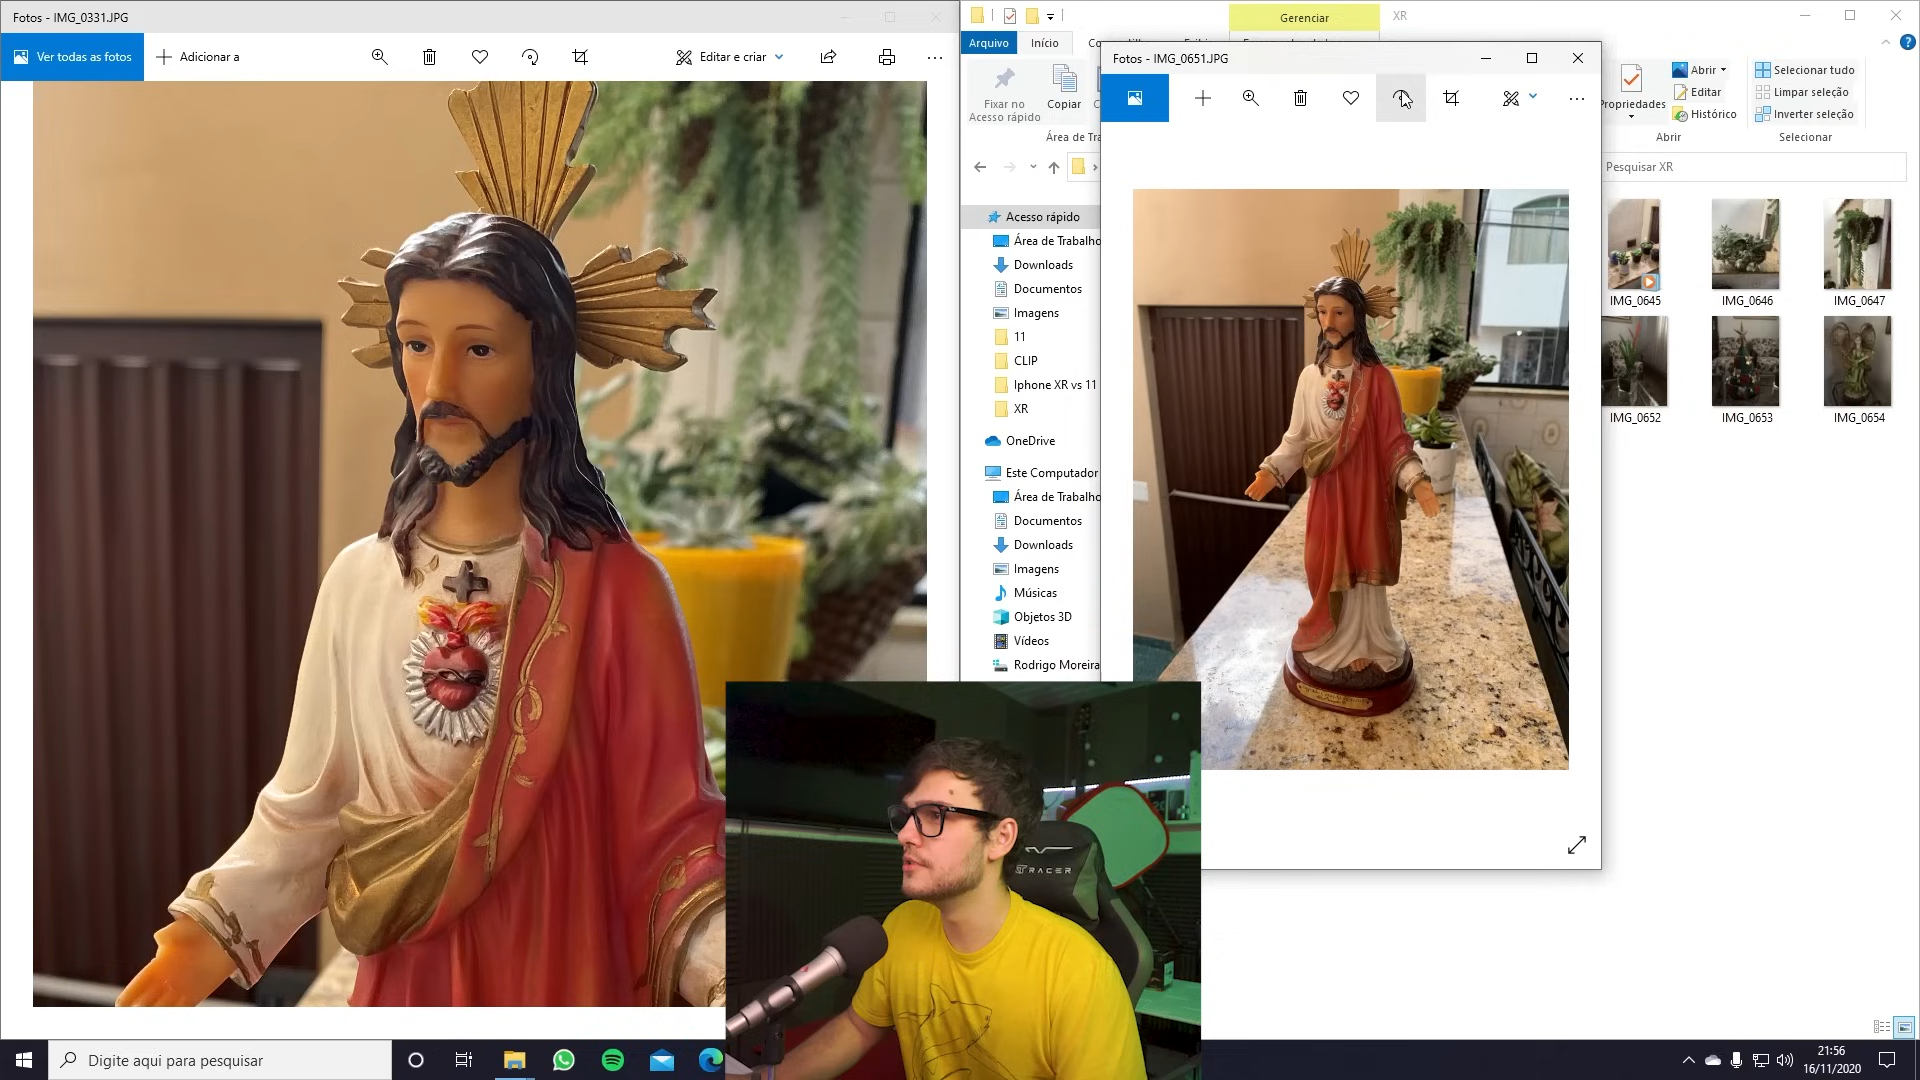 Fotos - IMG_0331.JPG
Ver todas as fotos
Adicionar a
Editar e criar
Gerenciar
XR
Arquivo
Início
Fixar no
Acesso rápido
Copiar
Área de Tra
Fotos - IMG_0651.JPG
Propriedades
Abrir
Editar
Histórico
Abrir
Selecionar tudo
Limpar seleção
Inverter seleção
Selecionar
Pesquisar XR
Acesso rápido
Área de Trabalho
Downloads
Documentos
Imagens
11
CLIP
Iphone XR vs 11
XR
OneDrive
Este Computador
Área de Trabalho
Documentos
Downloads
Imagens
Músicas
Objetos 3D
Vídeos
Rodrigo Moreira
IMG_0645
IMG_0646
IMG_0647
IMG_0652
IMG_0653
IMG_0654
TRACER
Digite aqui para pesquisar
21:56
16/11/2020